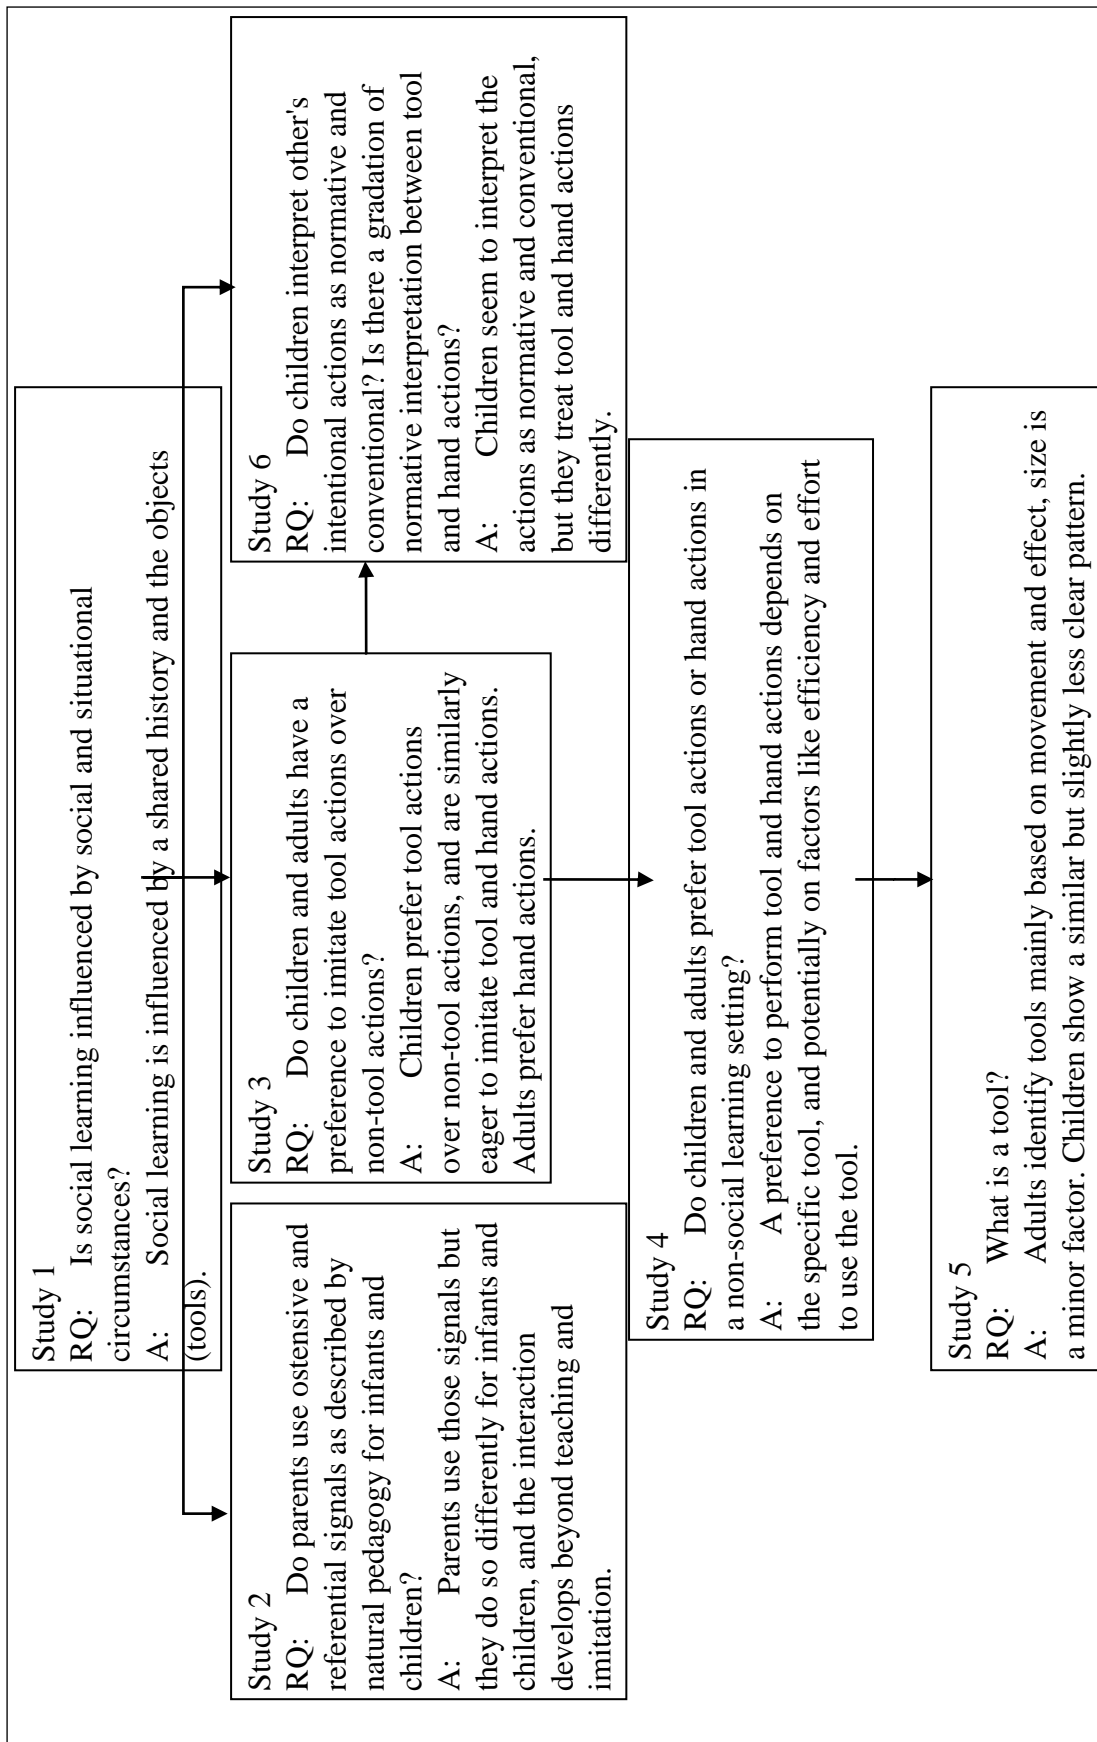 Study 1
RQ: Is social learning influenced by social and situational
circumstances?
A: Social learning is influenced by a shared history and the objects
(tools).
Study 2
RQ: Do parents use ostensive and
referential signals as described by
natural pedagogy for infants and
children?
A: Parents use those signals but
they do so differently for infants and
children, and the interaction
develops beyond teaching and
imitation.
Study 3
RQ: Do children and adults have a
preference to imitate tool actions over
non-tool actions?
A: Children prefer tool actions
over non-tool actions, and are similarly
eager to imitate tool and hand actions.
Adults prefer hand actions.
Study 6
RQ: Do children interpret other's
intentional actions as normative and
conventional? Is there a gradation of
normative interpretation between tool
and hand actions?
A: Children seem to interpret the
actions as normative and conventional,
but they treat tool and hand actions
differently.
Study 4
RQ: Do children and adults prefer tool actions or hand actions in
a non-social learning setting?
A: A preference to perform tool and hand actions depends on
the specific tool, and potentially on factors like efficiency and effort
to use the tool.
Study 5
RQ: What is a tool?
A: Adults identify tools mainly based on movement and effect, size is
a minor factor. Children show a similar but slightly less clear pattern.